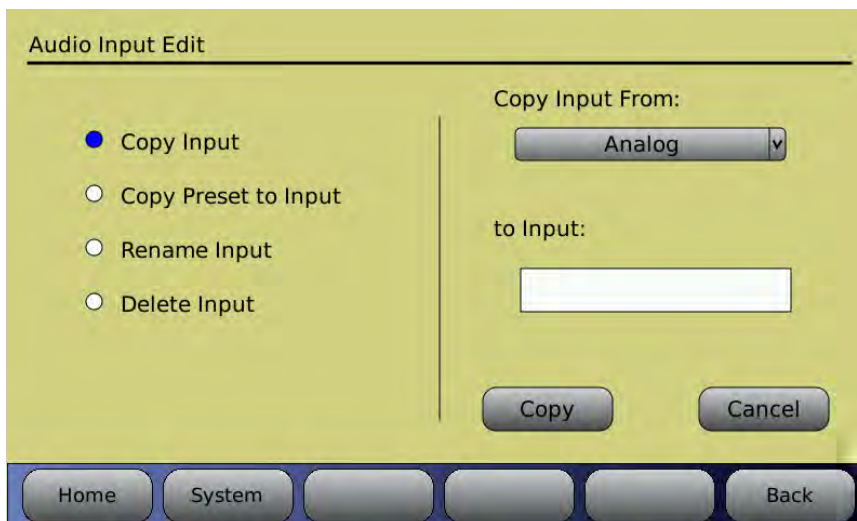 Audio Input Edit
Copy Input
Copy Preset to Input
Rename Input
Delete Input
Copy Input From:
Analog
to Input:
Copy
Cancel
Home
System
Back